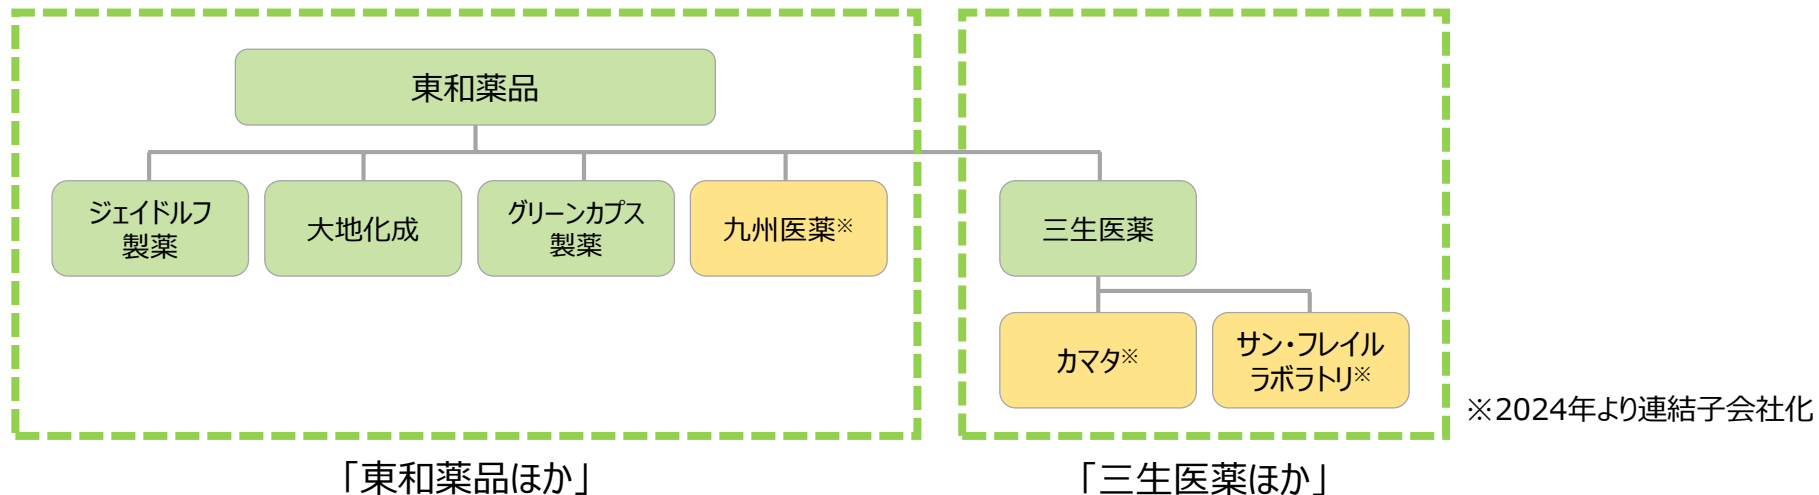 東和薬品
ジェイドルフ
製薬
大地化成
グリーンカプス
製薬
九州医薬※
三生医薬
カマタ※
サン・フレイル
ラボラトリ※
※2024年より連結子会社化
「東和薬品ほか」
「三生医薬ほか」